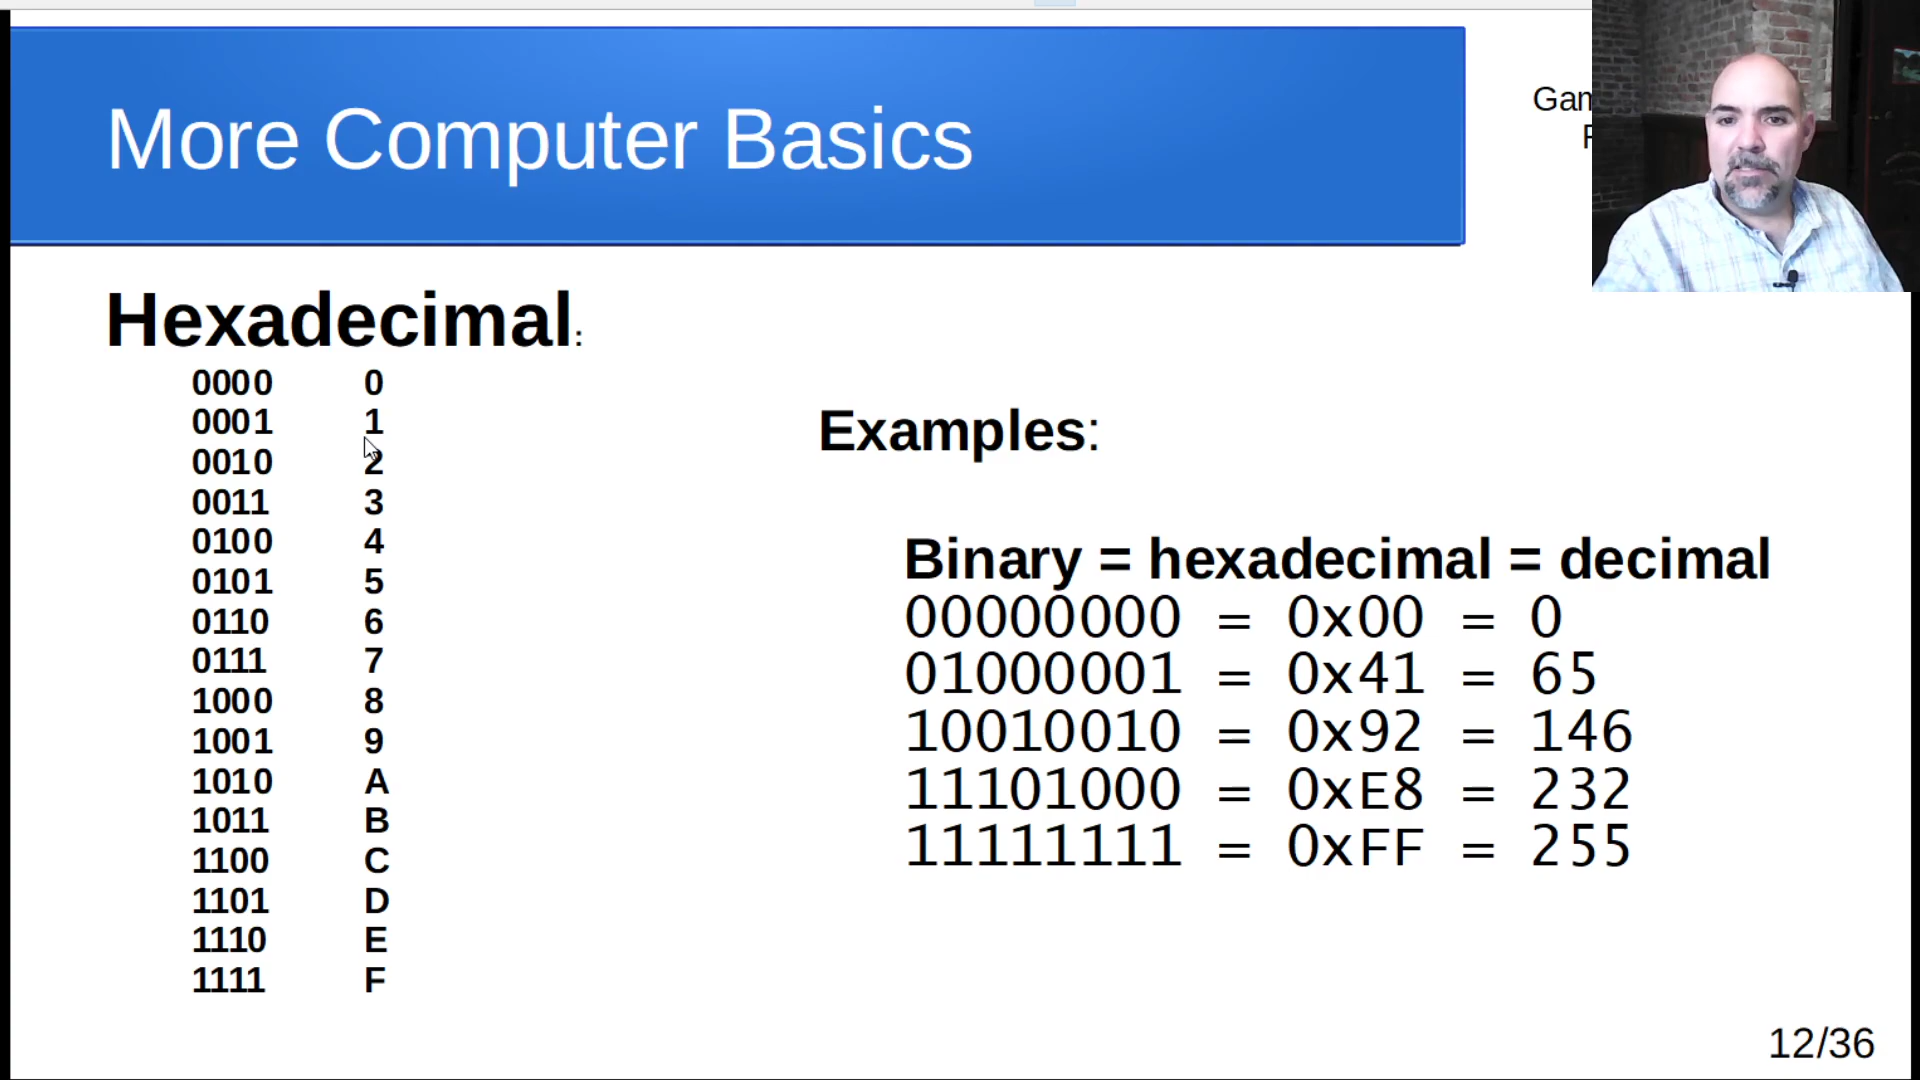 More Computer Basics
Hexadecimal:
0000 0
0001 1
0010 2
0011 3
0100 4
0101 5
0110 6
0111 7
1000 8
1001 9
1010 A
1011 B
1100 C
1101 D
1110 E
1111 F
Examples:
Binary = hexadecimal = decimal
00000000 = 0x00 = 0
01000001 = 0x41 = 65
10010010 = 0x92 = 146
11101000 = 0xE8 = 232
11111111 = 0xFF = 255
12/36